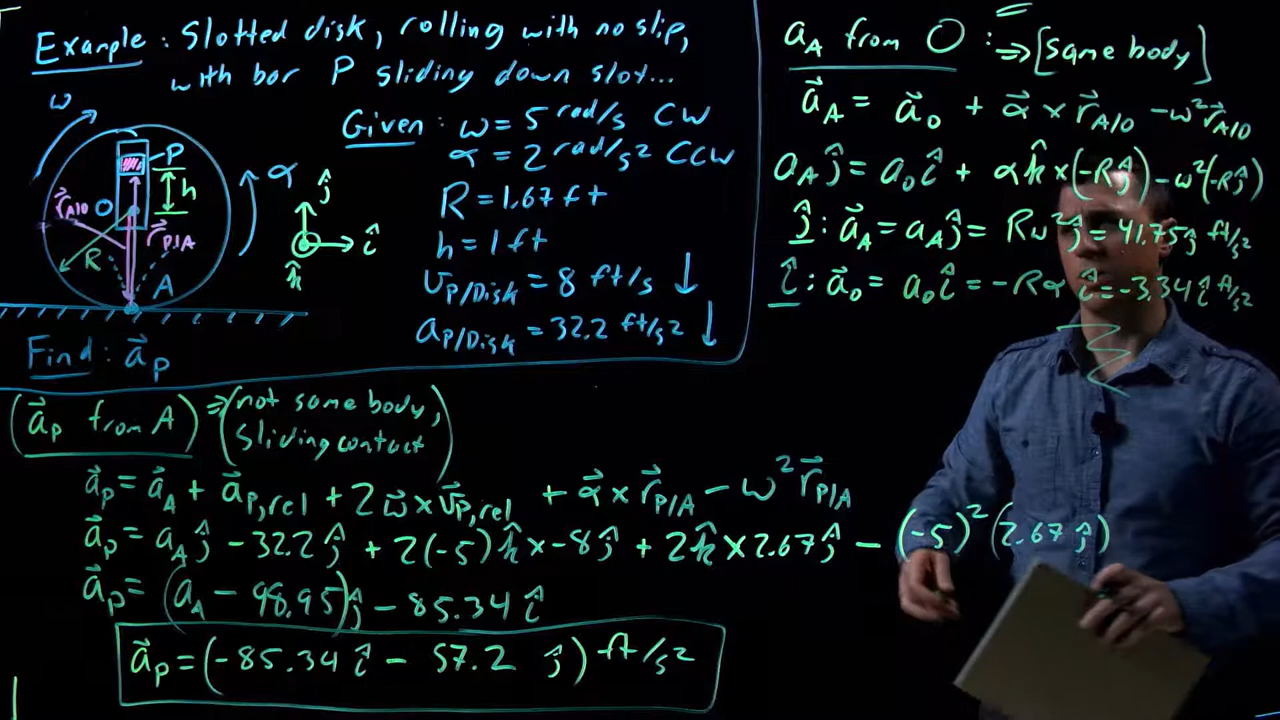 Example: Slotted disk, rolling with no slip,
with bar P sliding down slot...
ω
P
h
α
r⃗A/O
O
r⃗P/A
R
A
ĵ
î
k̂
Given: ω = 5 rad/s CW
α = 2 rad/s² CCW
R = 1.67 ft
h = 1 ft
vP/Disk = 8 ft/s ↓
aP/Disk = 32.2 ft/s² ↓
Find: a⃗P
(a⃗P from A) ⇒ (not same body,
sliding contact)
a⃗P = a⃗A + a⃗P,rel + 2ω⃗ × v⃗P,rel + α⃗ × r⃗P/A − ω² r⃗P/A
a⃗P = aA ĵ − 32.2 ĵ + 2(-5)k̂ × -8ĵ + 2k̂ × 2.67ĵ − (-5)²(2.67 ĵ)
a⃗P = (aA − 98.95)ĵ − 85.34 î
a⃗P = (-85.34 î − 57.2 ĵ) ft/s²
aA from O: ⇒ [same body]
a⃗A = a⃗O + α⃗ × r⃗A/O − ω² r⃗A/O
aA ĵ = aO î + αk̂ × (-Rĵ) − ω²(-Rĵ)
ĵ: a⃗A = aAĵ = Rω²ĵ = 41.75ĵ ft/s²
î: a⃗O = aO î = -Rα î = -3.34 î ft/s²